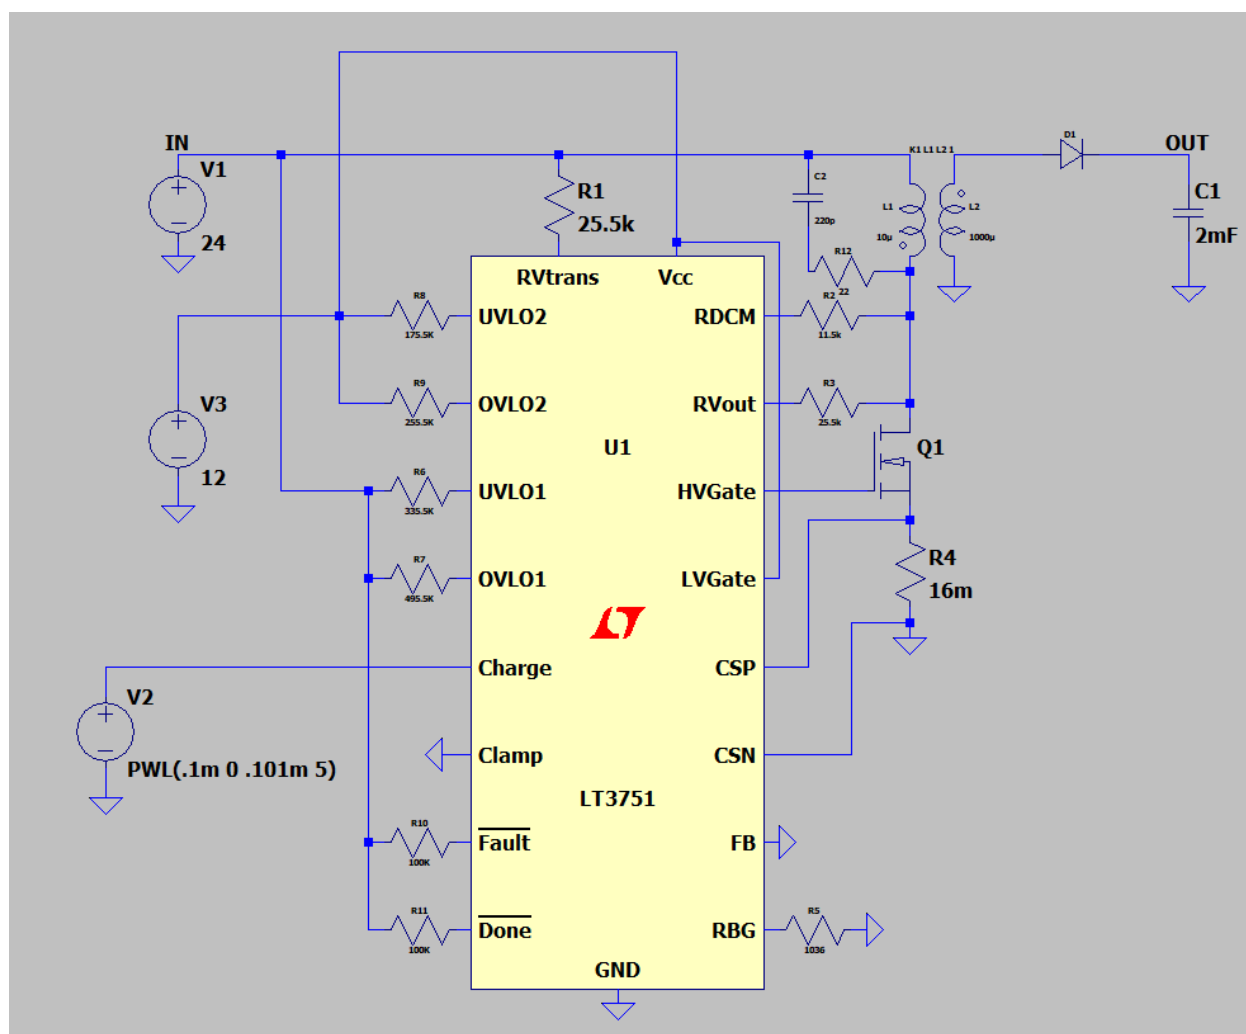 IN
V1
24
R1
25.5k
K1 L1 L2 1
D1
OUT
C1
2mF
C2
220p
L1
10µ
L2
1000µ
R12
22
RVtrans
Vcc
R8
175.5K
UVLO2
RDCM
R2
11.5k
V3
12
R9
255.5K
OVLO2
RVout
R3
25.5k
U1
Q1
R6
335.5K
UVLO1
HVGate
R7
495.5K
OVLO1
LVGate
R4
16m
Charge
CSP
V2
PWL(.1m 0 .101m 5)
Clamp
CSN
LT3751
R10
100K
Fault
FB
R11
100K
Done
RBG
R5
1036
GND